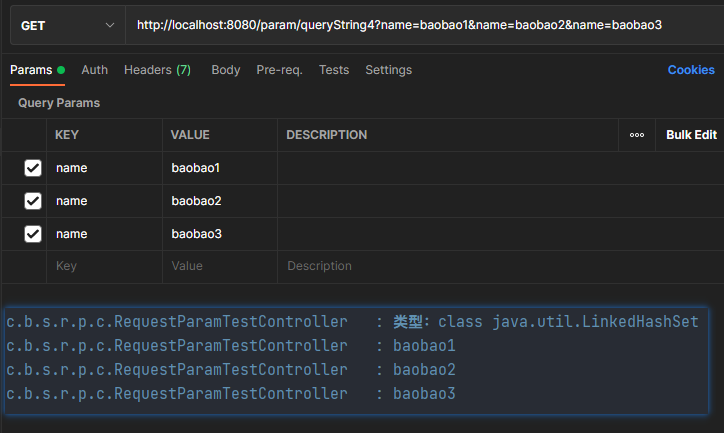 GET http://localhost:8080/param/queryString4?name=baobao1&name=baobao2&name=baobao3
Params Auth Headers (7) Body Pre-req. Tests Settings Cookies
Query Params
KEY VALUE DESCRIPTION ooo Bulk Edit
name baobao1
name baobao2
name baobao3
Key Value Description
c.b.s.r.p.c.RequestParamTestController : 类型：class java.util.LinkedHashSet
c.b.s.r.p.c.RequestParamTestController : baobao1
c.b.s.r.p.c.RequestParamTestController : baobao2
c.b.s.r.p.c.RequestParamTestController : baobao3